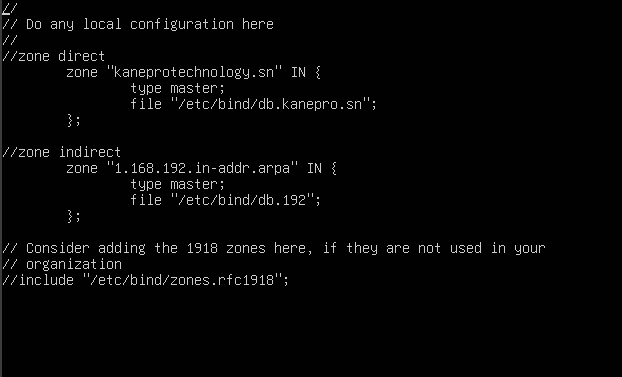 //
// Do any local configuration here
//
//zone direct
        zone "kaneprotechnology.sn" IN {
                type master;
                file "/etc/bind/db.kanepro.sn";
        };

//zone indirect
        zone "1.168.192.in-addr.arpa" IN {
                type master;
                file "/etc/bind/db.192";
        };

// Consider adding the 1918 zones here, if they are not used in your
// organization
//include "/etc/bind/zones.rfc1918";